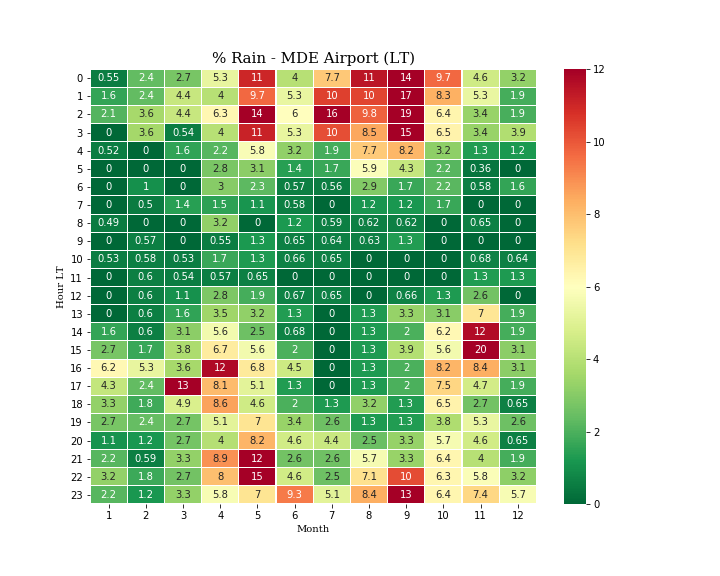 % Rain - MDE Airport (LT)
0 0.55 2.4 2.7 5.3 11 4 7.7 11 14 9.7 4.6 3.2
1 1.6 2.4 4.4 4 9.7 5.3 10 10 17 8.3 5.3 1.9
2 2.1 3.6 4.4 6.3 14 6 16 9.8 19 6.4 3.4 1.9
3 0 3.6 0.54 4 11 5.3 10 8.5 15 6.5 3.4 3.9
4 0.52 0 1.6 2.2 5.8 3.2 1.9 7.7 8.2 3.2 1.3 1.2
5 0 0 0 2.8 3.1 1.4 1.7 5.9 4.3 2.2 0.36 0
6 0 1 0 3 2.3 0.57 0.56 2.9 1.7 2.2 0.58 1.6
7 0 0.5 1.4 1.5 1.1 0.58 0 1.2 1.2 1.7 0 0
8 0.49 0 0 3.2 0 1.2 0.59 0.62 0.62 0 0.65 0
9 0 0.57 0 0.55 1.3 0.65 0.64 0.63 1.3 0 0 0
10 0.53 0.58 0.53 1.7 1.3 0.66 0.65 0 0 0 0.68 0.64
11 0 0.6 0.54 0.57 0.65 0 0 0 0 0 1.3 1.3
12 0 0.6 1.1 2.8 1.9 0.67 0.65 0 0.66 1.3 2.6 0
13 0 0.6 1.6 3.5 3.2 1.3 0 1.3 3.3 3.1 7 1.9
14 1.6 0.6 3.1 5.6 2.5 0.68 0 1.3 2 6.2 12 1.9
15 2.7 1.7 3.8 6.7 5.6 2 0 1.3 3.9 5.6 20 3.1
16 6.2 5.3 3.6 12 6.8 4.5 0 1.3 2 8.2 8.4 3.1
17 4.3 2.4 13 8.1 5.1 1.3 0 1.3 2 7.5 4.7 1.9
18 3.3 1.8 4.9 8.6 4.6 2 1.3 3.2 1.3 6.5 2.7 0.65
19 2.7 2.4 2.7 5.1 7 3.4 2.6 1.3 1.3 3.8 5.3 2.6
20 1.1 1.2 2.7 4 8.2 4.6 4.4 2.5 3.3 5.7 4.6 0.65
21 2.2 0.59 3.3 8.9 12 2.6 2.6 5.7 3.3 6.4 4 1.9
22 3.2 1.8 2.7 8 15 4.6 2.5 7.1 10 6.3 5.8 3.2
23 2.2 1.2 3.3 5.8 7 9.3 5.1 8.4 13 6.4 7.4 5.7
1 2 3 4 5 6 7 8 9 10 11 12
Month
Hour LT
12
10
8
6
4
2
0